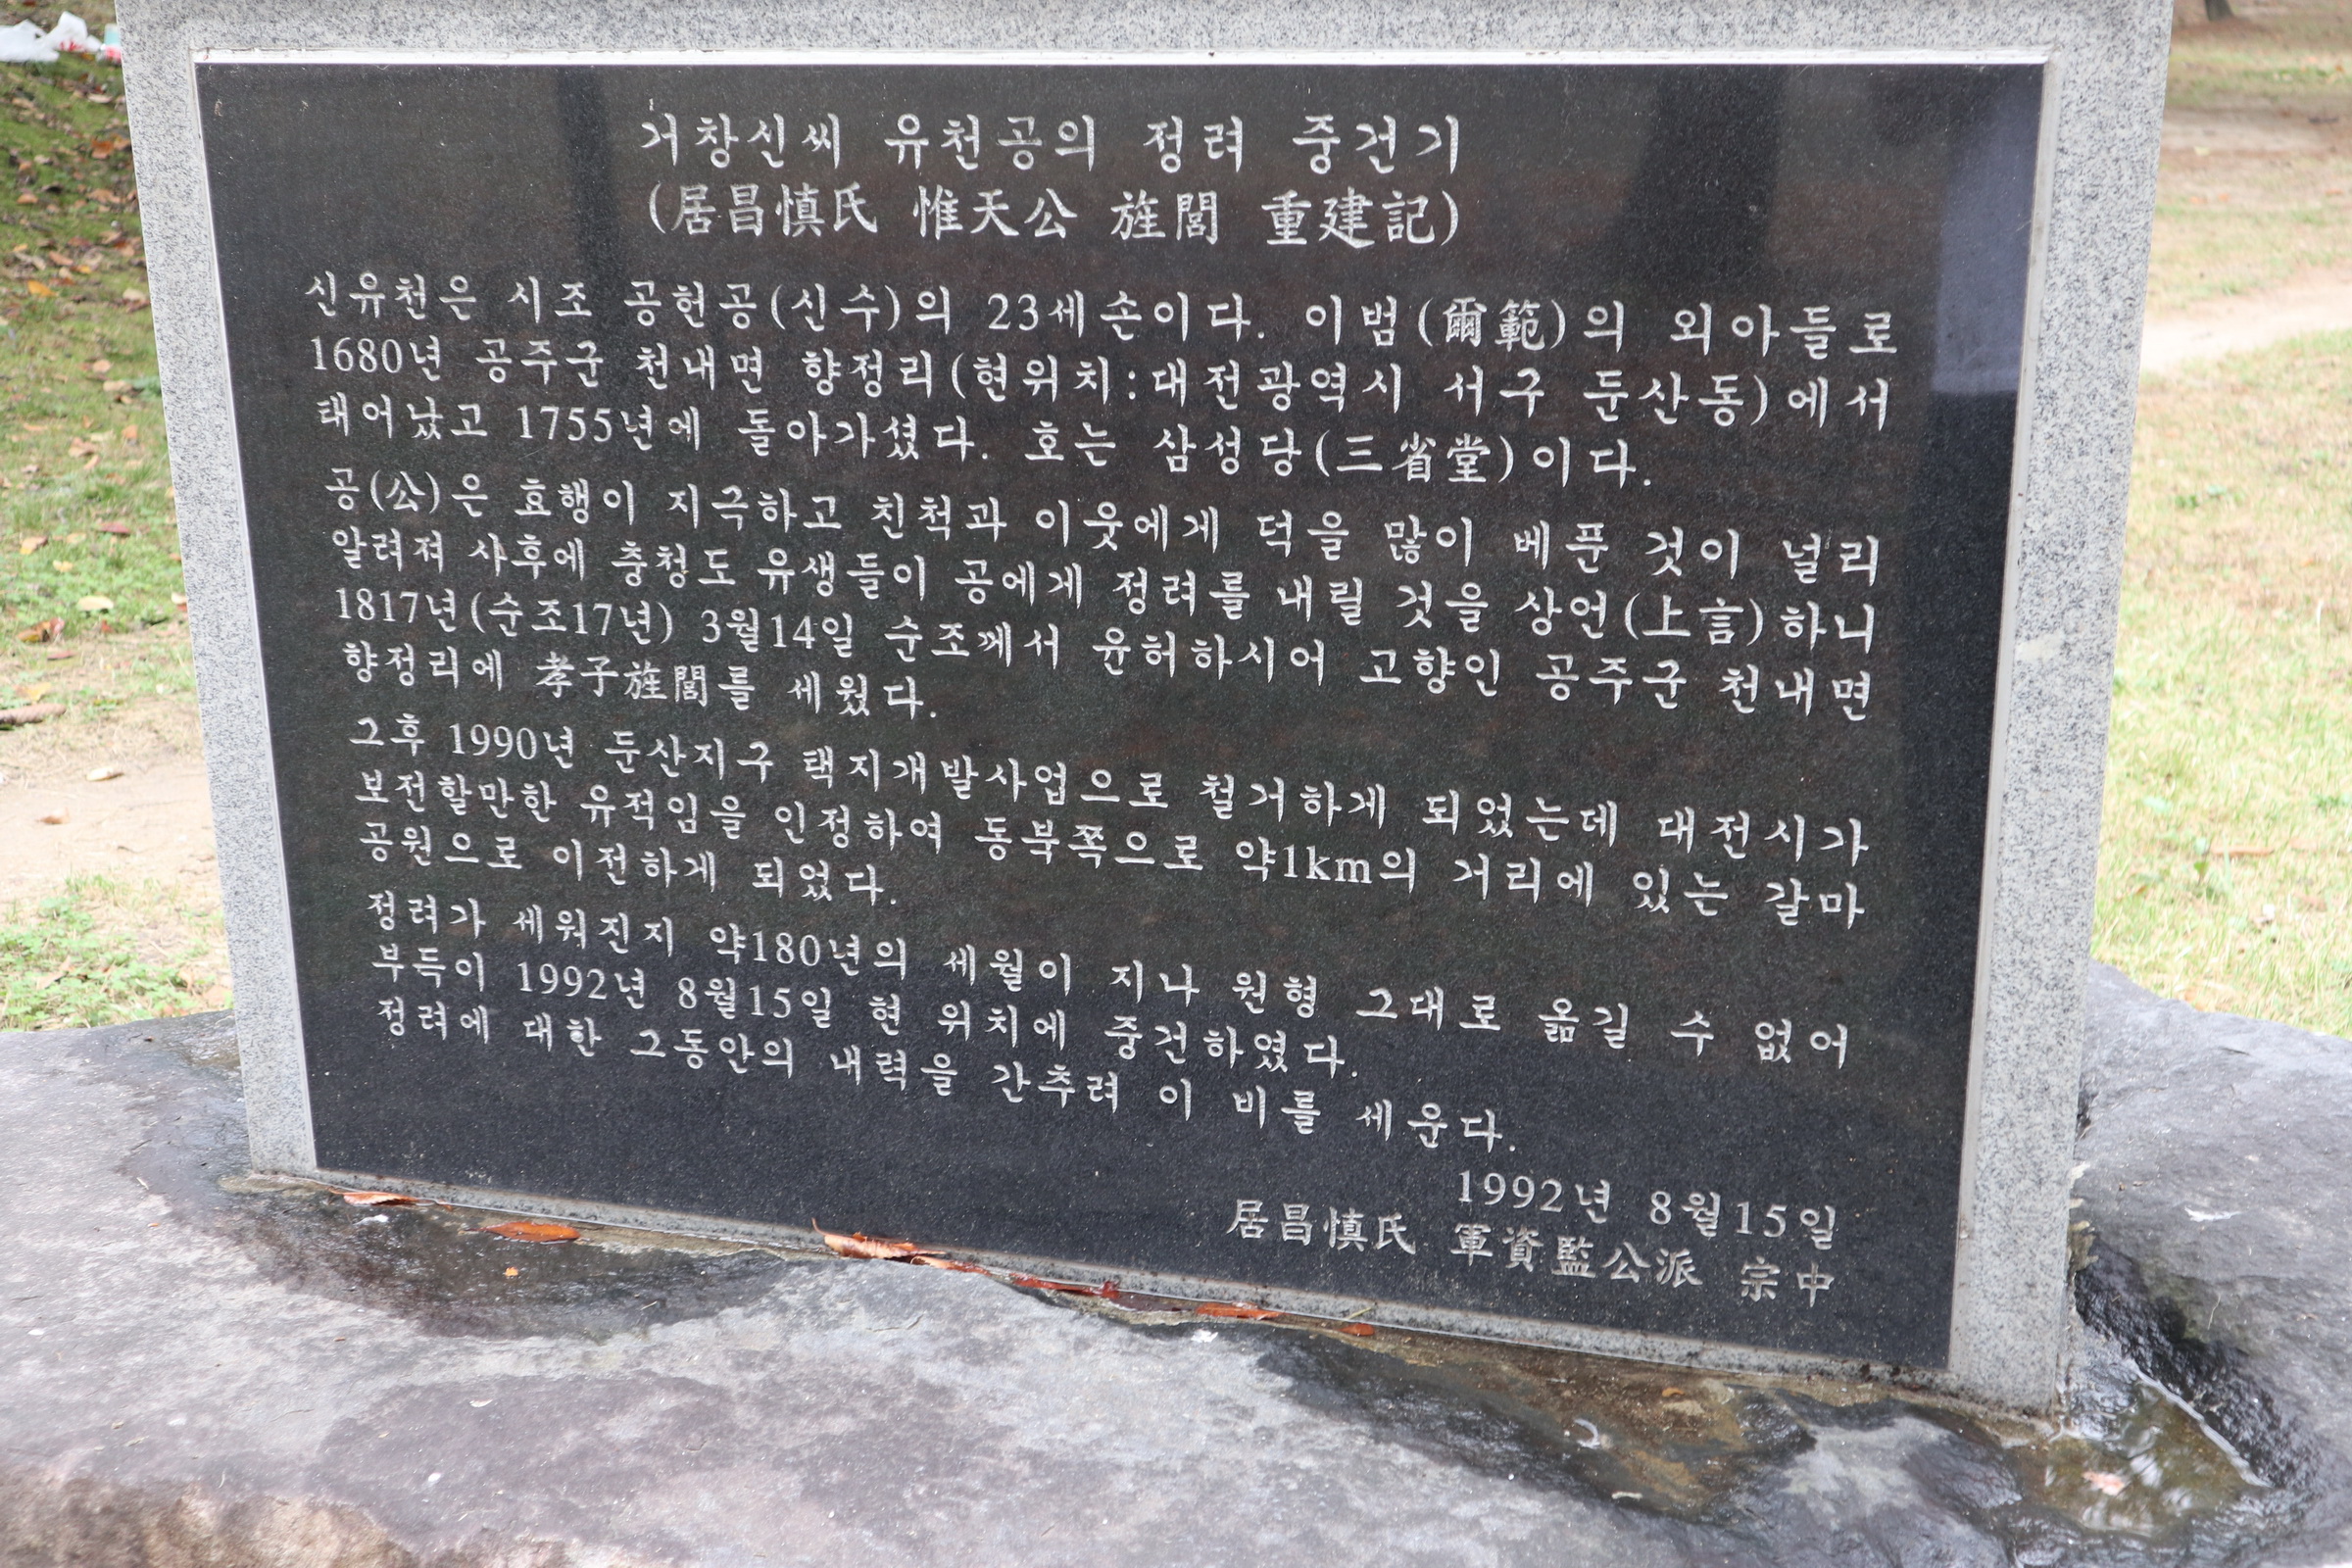 거창신씨 유천공의 정려 중건기
(居昌慎氏 惟天公 旌閭 重建記)
신유천은 시조 공헌공(신수)의 23세손이다. 이범(爾範)의 외아들로
1680년 공주군 천내면 향정리(현위치:대전광역시 서구 둔산동)에서
태어났고 1755년에 돌아가셨다. 호는 삼성당(三省堂)이다.
공(公)은 효행이 지극하고 친척과 이웃에게 덕을 많이 베푼 것이 널리
알려져 사후에 충청도 유생들이 공에게 정려를 내릴 것을 상언(上言)하니
1817년(순조17년) 3월14일 순조께서 윤허하시어 고향인 공주군 천내면
향정리에 孝子旌閭를 세웠다.
그후 1990년 둔산지구 택지개발사업으로 철거하게 되었는데 대전시가
보전할만한 유적임을 인정하여 동북쪽으로 약1km의 거리에 있는 갈마
공원으로 이전하게 되었다.
정려가 세워진지 약180년의 세월이 지나 원형 그대로 옮길 수 없어
부득이 1992년 8월15일 현 위치에 중건하였다.
정려에 대한 그동안의 내력을 간추려 이 비를 세운다.
1992년 8월15일
居昌慎氏 軍資監公派 宗中